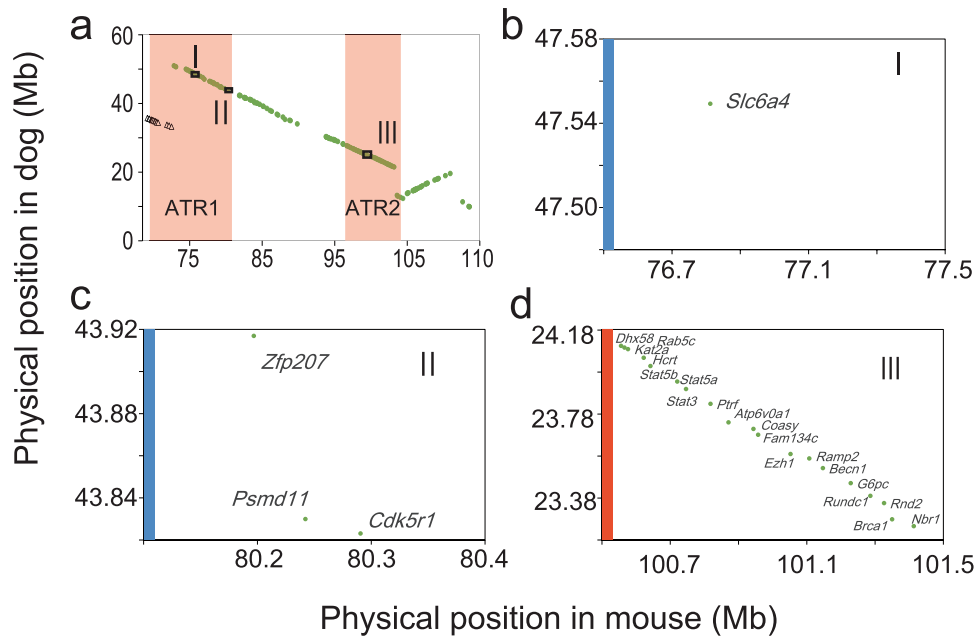 a
b
60
I
40
II
III
20
ATR1
ATR2
0
75
85
95
105
110
47.58
I
Slc6a4
47.54
47.50
76.7
77.1
77.5
c
d
43.92
Zfp207
II
43.88
43.84
Psmd11
Cdk5r1
80.2
80.3
80.4
24.18
Dhx58
Rab5c
Kat2a
III
Hcrt
Stat5b
Stat5a
Stat3
Ptrf
23.78
Atp6v0a1
Coasy
Fam134c
Ezh1
Ramp2
Becn1
G6pc
23.38
Rundc1
Rnd2
Brca1
Nbr1
100.7
101.1
101.5
Physical position in dog (Mb)
Physical position in mouse (Mb)